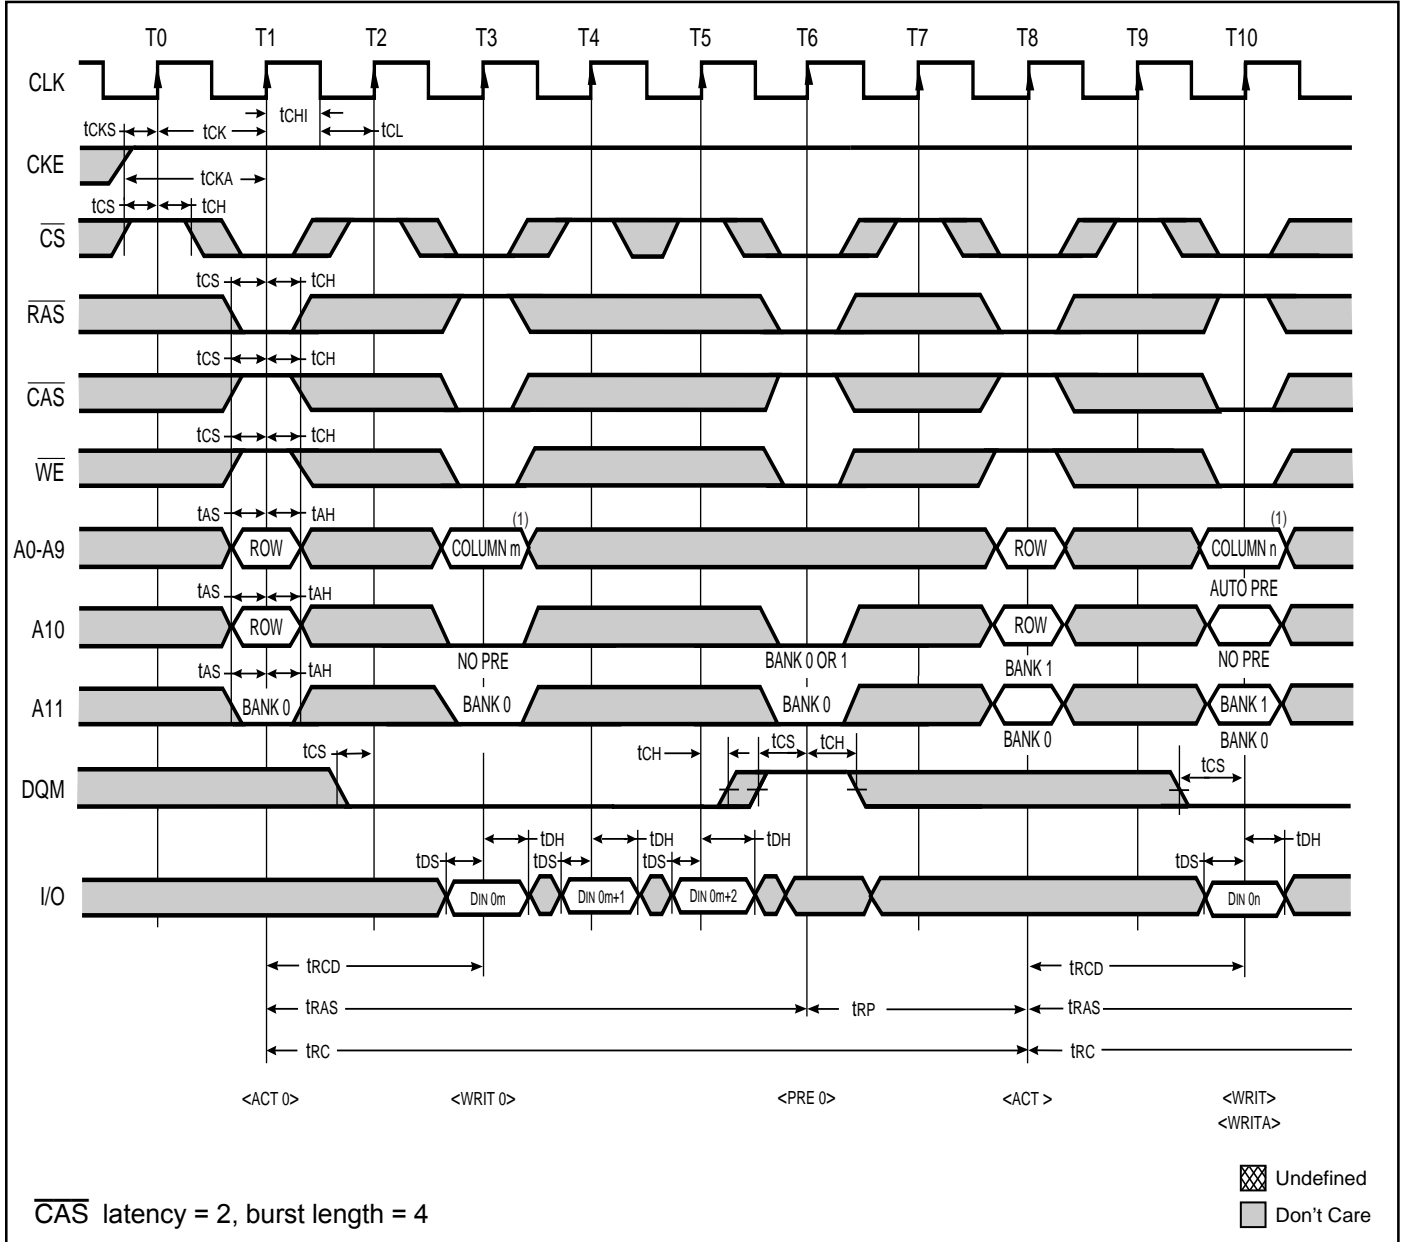 T0 T1 T2 T3 T4 T5 T6 T7 T8 T9 T10
CLK
tCHI
tCKS tCK tCL
CKE
tCKA
tCS tCH
CS
tCS tCH
RAS
tCS tCH
CAS
tCS tCH
WE
tAS tAH (1) (1)
A0-A9 ROW COLUMN m ROW COLUMN n
tAS tAH AUTO PRE
A10 ROW ROW
NO PRE BANK 0 OR 1 BANK 1 NO PRE
tAS tAH
A11 BANK 0 BANK 0 BANK 0 BANK 1
BANK 0 BANK 0
tCS tCH tCS tCH tCS
DQM
tDH tDH tDH tDH
tDS tDS tDS tDS
I/O DIN 0m DIN 0m+1 DIN 0m+2 DIN 0n
tRCD tRCD
tRAS tRP tRAS
tRC tRC
<ACT 0> <WRIT 0> <PRE 0> <ACT > <WRIT>
<WRITA>
Undefined
CAS latency = 2, burst length = 4
Don't Care